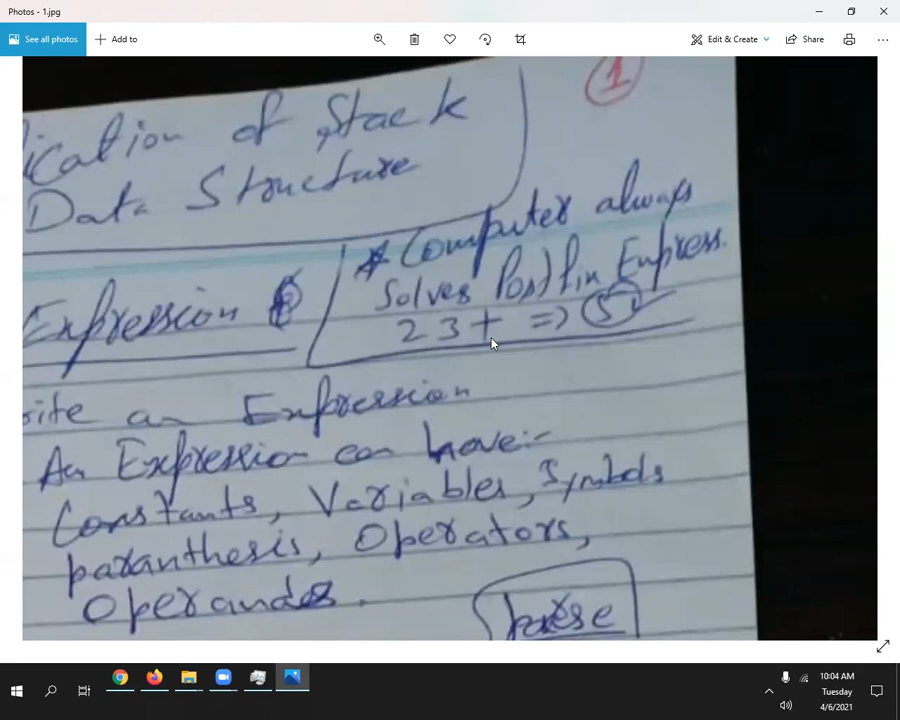 Photos - 1.jpg
See all photos
Add to
Edit & Create
Share
1
ication of Stack
Data Structure
* Computer always
Solves Postfix Express.
2 3 + => 5
Expression
ite an Expression
An Expression can have:-
Constants, Variables, Symbols
paranthesis, Operators,
Operands.
parse
10:04 AM
Tuesday
4/6/2021